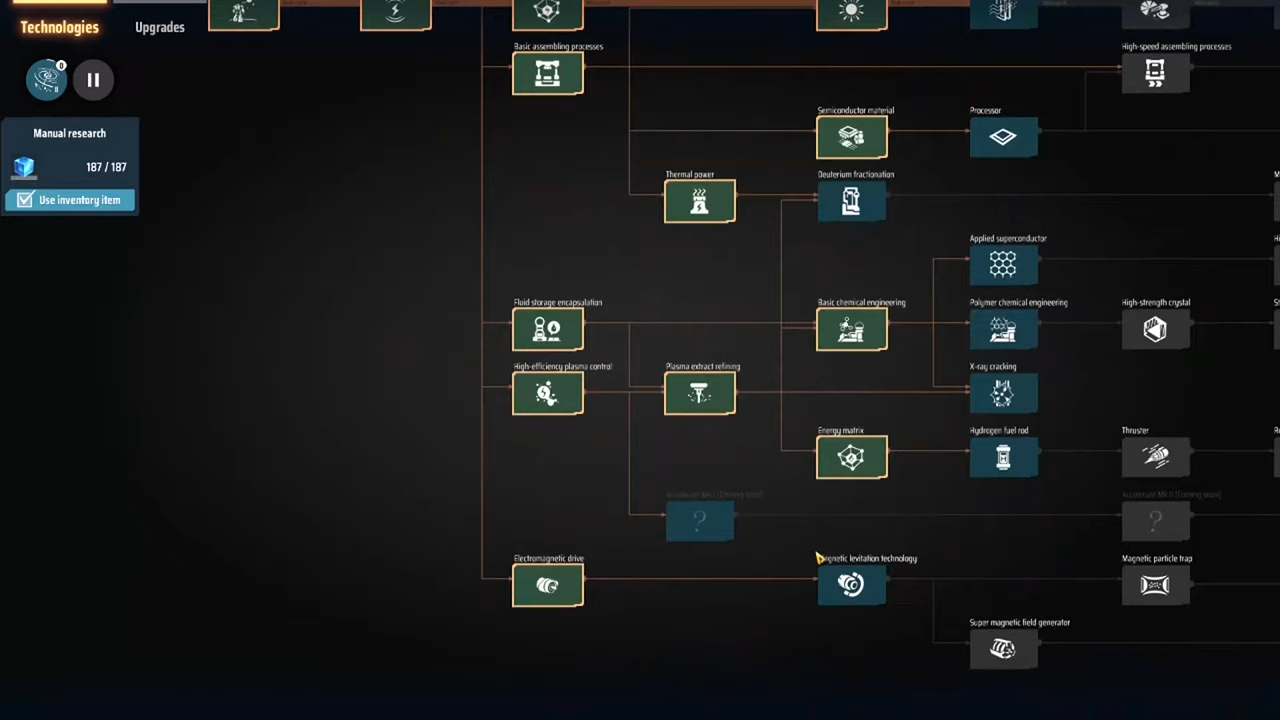 Technologies
Upgrades
0
Manual research
187 / 187
Use inventory item
Basic assembling processes
High-speed assembling processes
Semiconductor material
Processor
Thermal power
Deuterium fractionation
Applied superconductor
Fluid storage encapsulation
Basic chemical engineering
Polymer chemical engineering
High-strength crystal
High-efficiency plasma control
Plasma extract refining
X-ray cracking
Energy matrix
Hydrogen fuel rod
Thruster
?
?
Electromagnetic drive
gnetic levitation technology
Magnetic particle trap
Super magnetic field generator